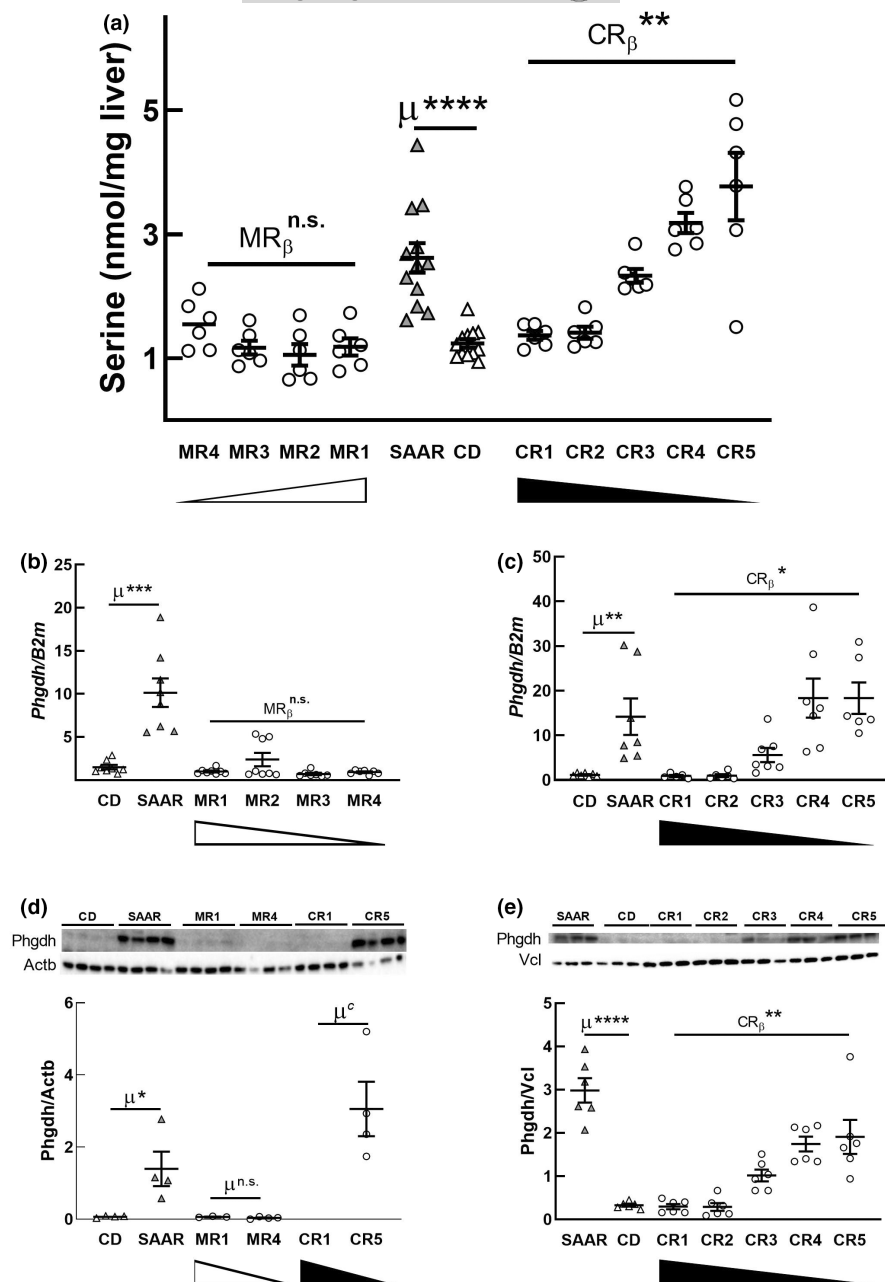 (a)
Serine (nmol/mg liver)
5
3
1
MRβ n.s.
μ ****
CRβ **
MR4 MR3 MR2 MR1 SAAR CD CR1 CR2 CR3 CR4 CR5
(b)
Phgdh/B2m
25
20
15
10
5
μ ***
MRβ n.s.
CD SAAR MR1 MR2 MR3 MR4
(c)
Phgdh/B2m
50
40
30
20
10
0
μ **
CRβ *
CD SAAR CR1 CR2 CR3 CR4 CR5
(d)
CD SAAR MR1 MR4 CR1 CR5
Phgdh
Actb
Phgdh/Actb
6
4
2
0
μ *
μ n.s.
μ c
CD SAAR MR1 MR4 CR1 CR5
(e)
SAAR CD CR1 CR2 CR3 CR4 CR5
Phgdh
Vcl
Phgdh/Vcl
5
4
3
2
1
0
μ ****
CRβ **
SAAR CD CR1 CR2 CR3 CR4 CR5